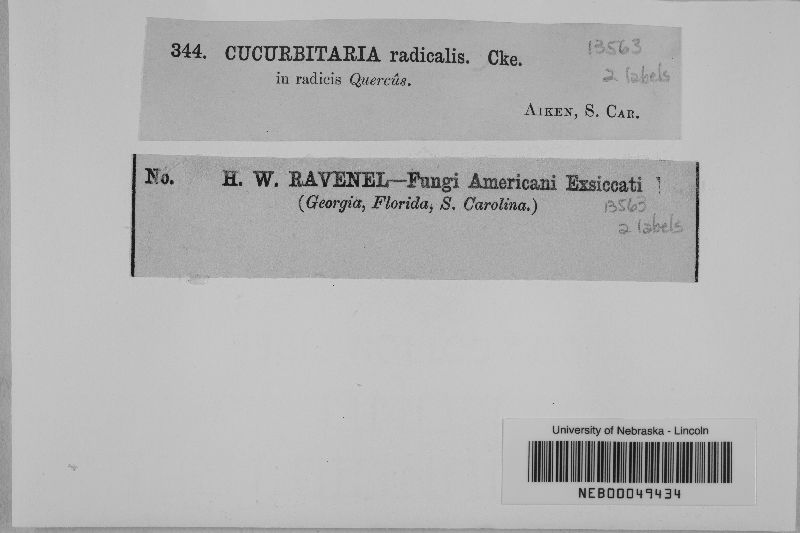 344. CUCURBITARIA radicalis. Cke.
in radicis Quercûs.
AIKEN, S. CAR.
13563
2 labels
No. H. W. RAVENEL—Fungi Americani Exsiccati
(Georgia, Florida, S. Carolina.)
13563
2 labels
University of Nebraska - Lincoln
NEB00049434